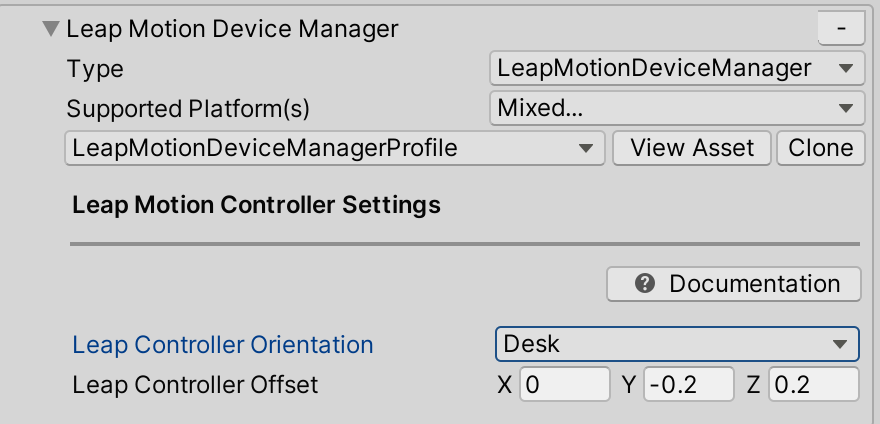 Leap Motion Device Manager -
Type LeapMotionDeviceManager
Supported Platform(s) Mixed...
LeapMotionDeviceManagerProfile View Asset Clone
Leap Motion Controller Settings
? Documentation
Leap Controller Orientation Desk
Leap Controller Offset X 0 Y -0.2 Z 0.2